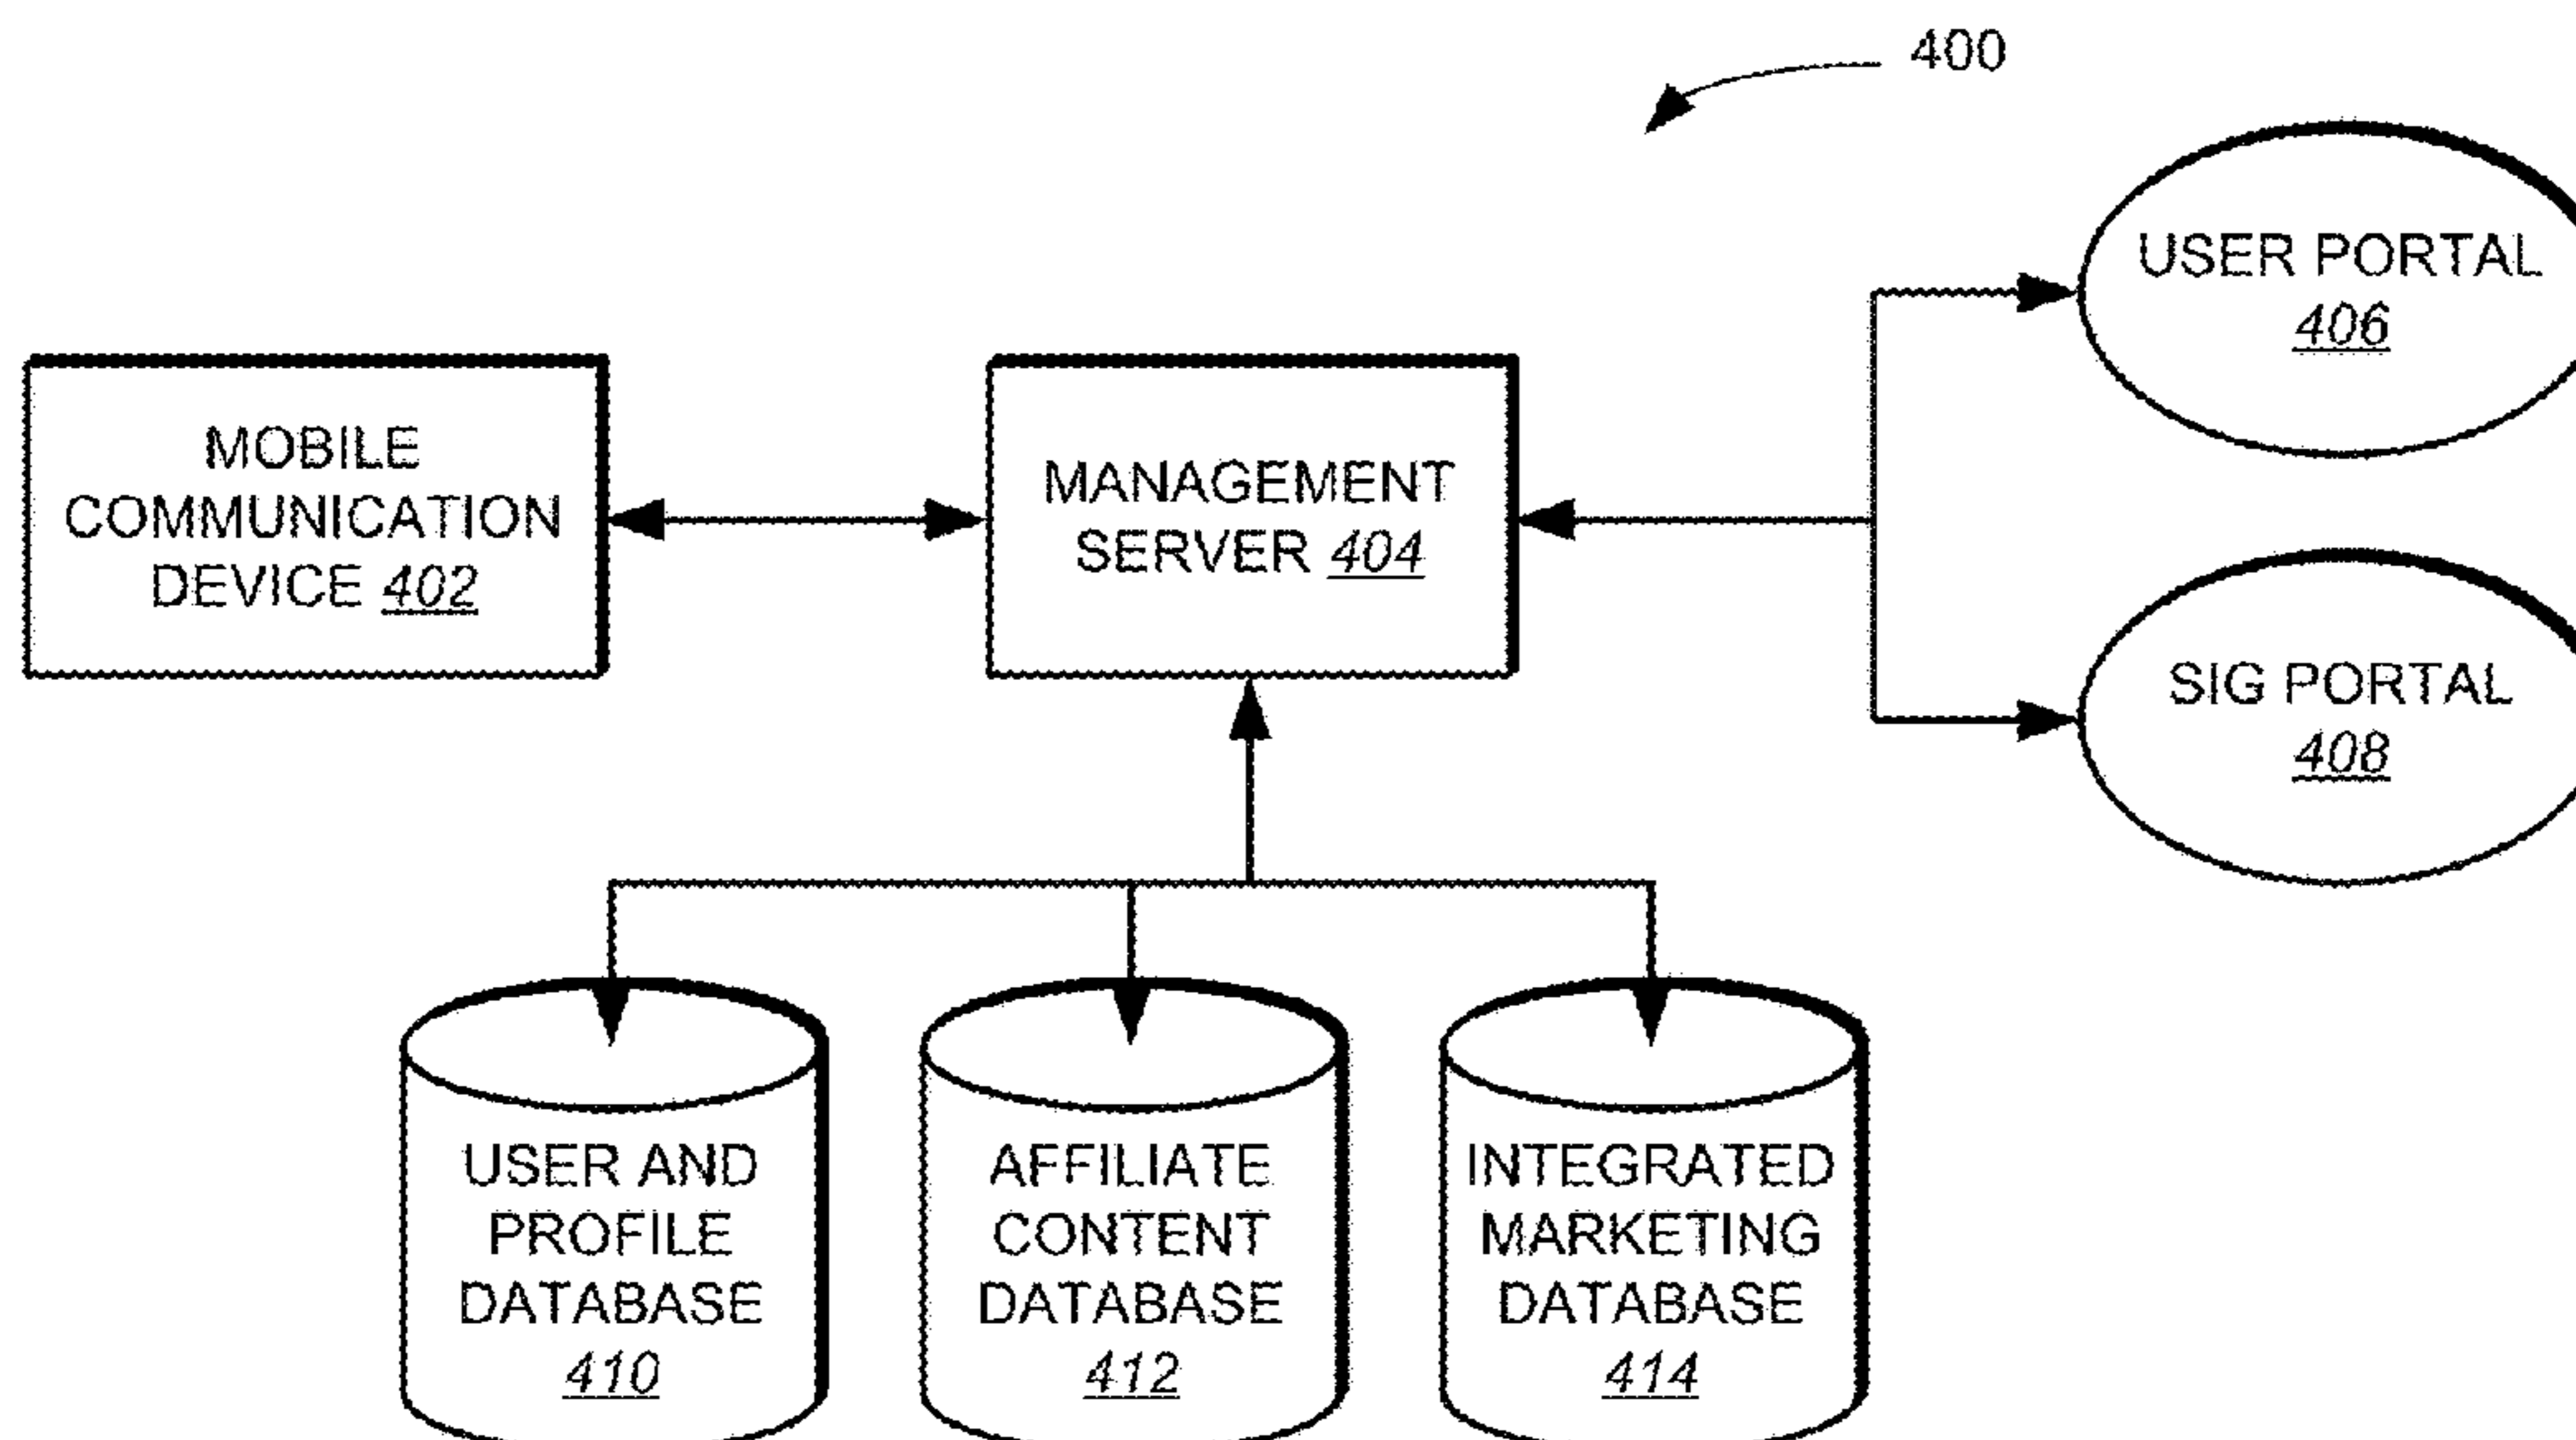 400
USER PORTAL
406
MOBILE
COMMUNICATION
DEVICE 402
MANAGEMENT
SERVER 404
SIG PORTAL
408
USER AND
PROFILE
DATABASE
410
AFFILIATE
CONTENT
DATABASE
412
INTEGRATED
MARKETING
DATABASE
414